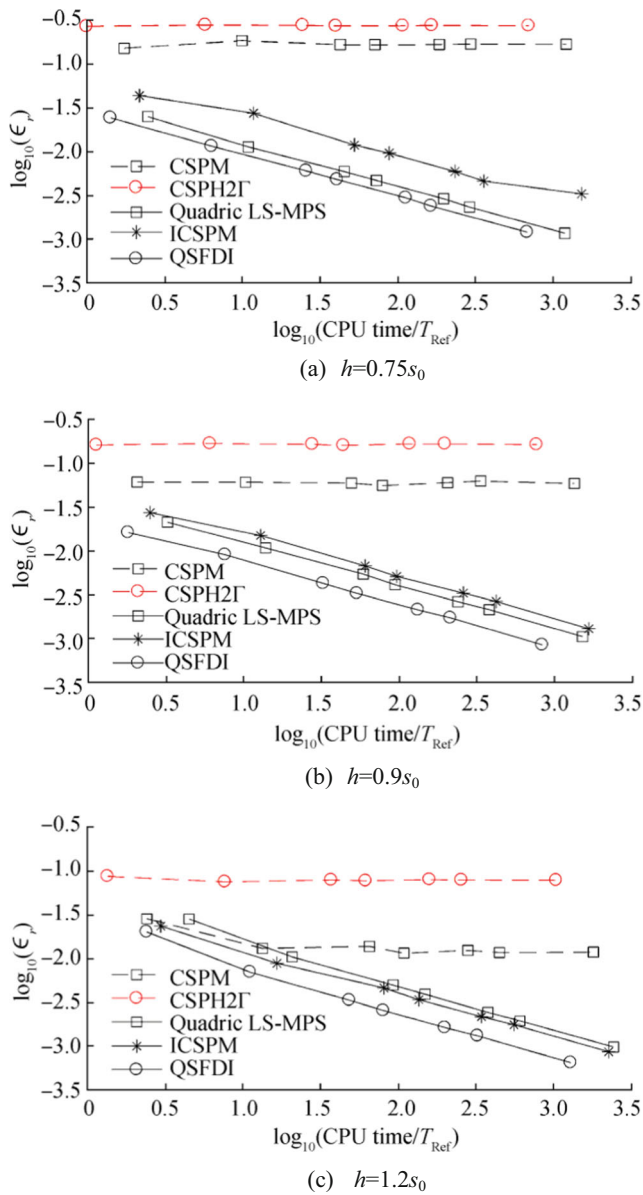 -0.5
-1.0
-1.5
-2.0
-2.5
-3.0
-3.5
log₁₀(ϵᵣ)
CSPM
CSPH2Γ
Quadric LS-MPS
ICSPM
QSFDI
0 0.5 1.0 1.5 2.0 2.5 3.0 3.5
log₁₀(CPU time/T_Ref)
(a) h=0.75s₀
-0.5
-1.0
-1.5
-2.0
-2.5
-3.0
-3.5
log₁₀(ϵᵣ)
CSPM
CSPH2Γ
Quadric LS-MPS
ICSPM
QSFDI
0 0.5 1.0 1.5 2.0 2.5 3.0 3.5
log₁₀(CPU time/T_Ref)
(b) h=0.9s₀
-0.5
-1.0
-1.5
-2.0
-2.5
-3.0
-3.5
log₁₀(ϵᵣ)
CSPM
CSPH2Γ
Quadric LS-MPS
ICSPM
QSFDI
0 0.5 1.0 1.5 2.0 2.5 3.0 3.5
log₁₀(CPU time/T_Ref)
(c) h=1.2s₀